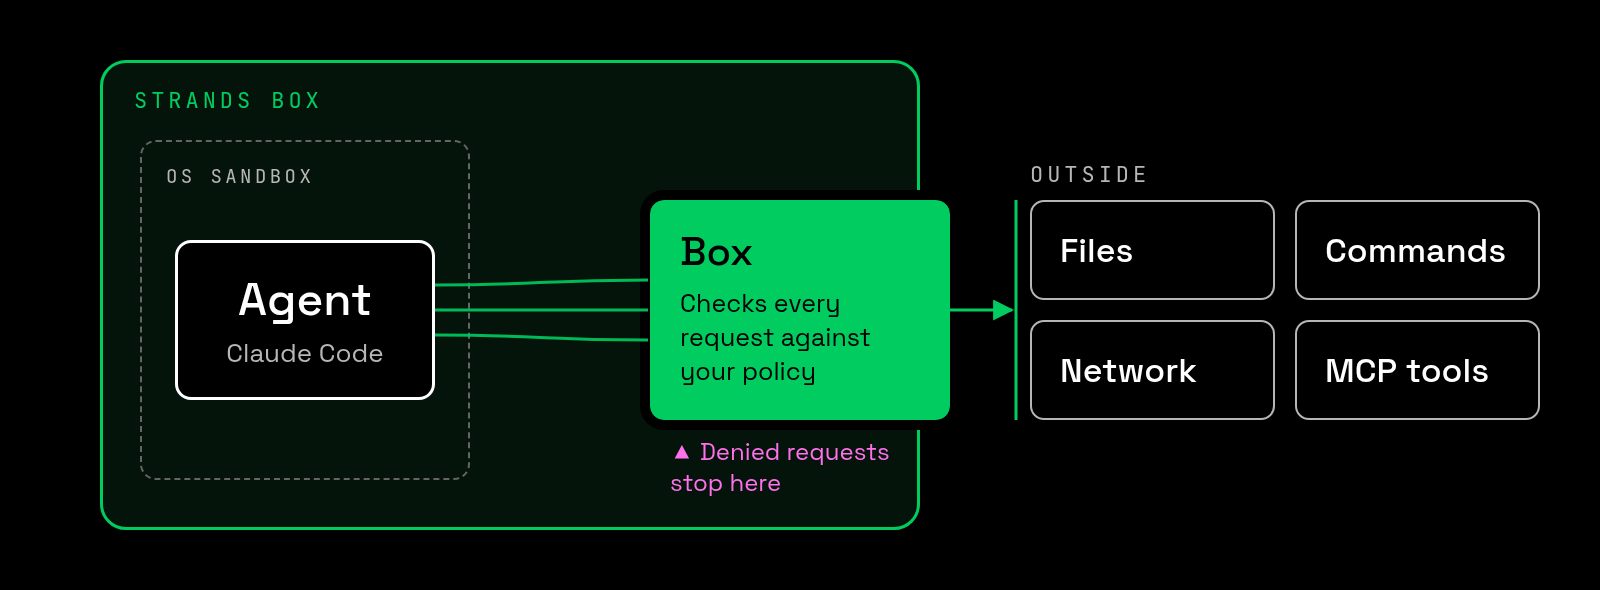 STRANDS BOX
OS SANDBOX
Agent
Claude Code
Box
Checks every
request against
your policy
▲ Denied requests
stop here
OUTSIDE
Files
Commands
Network
MCP tools